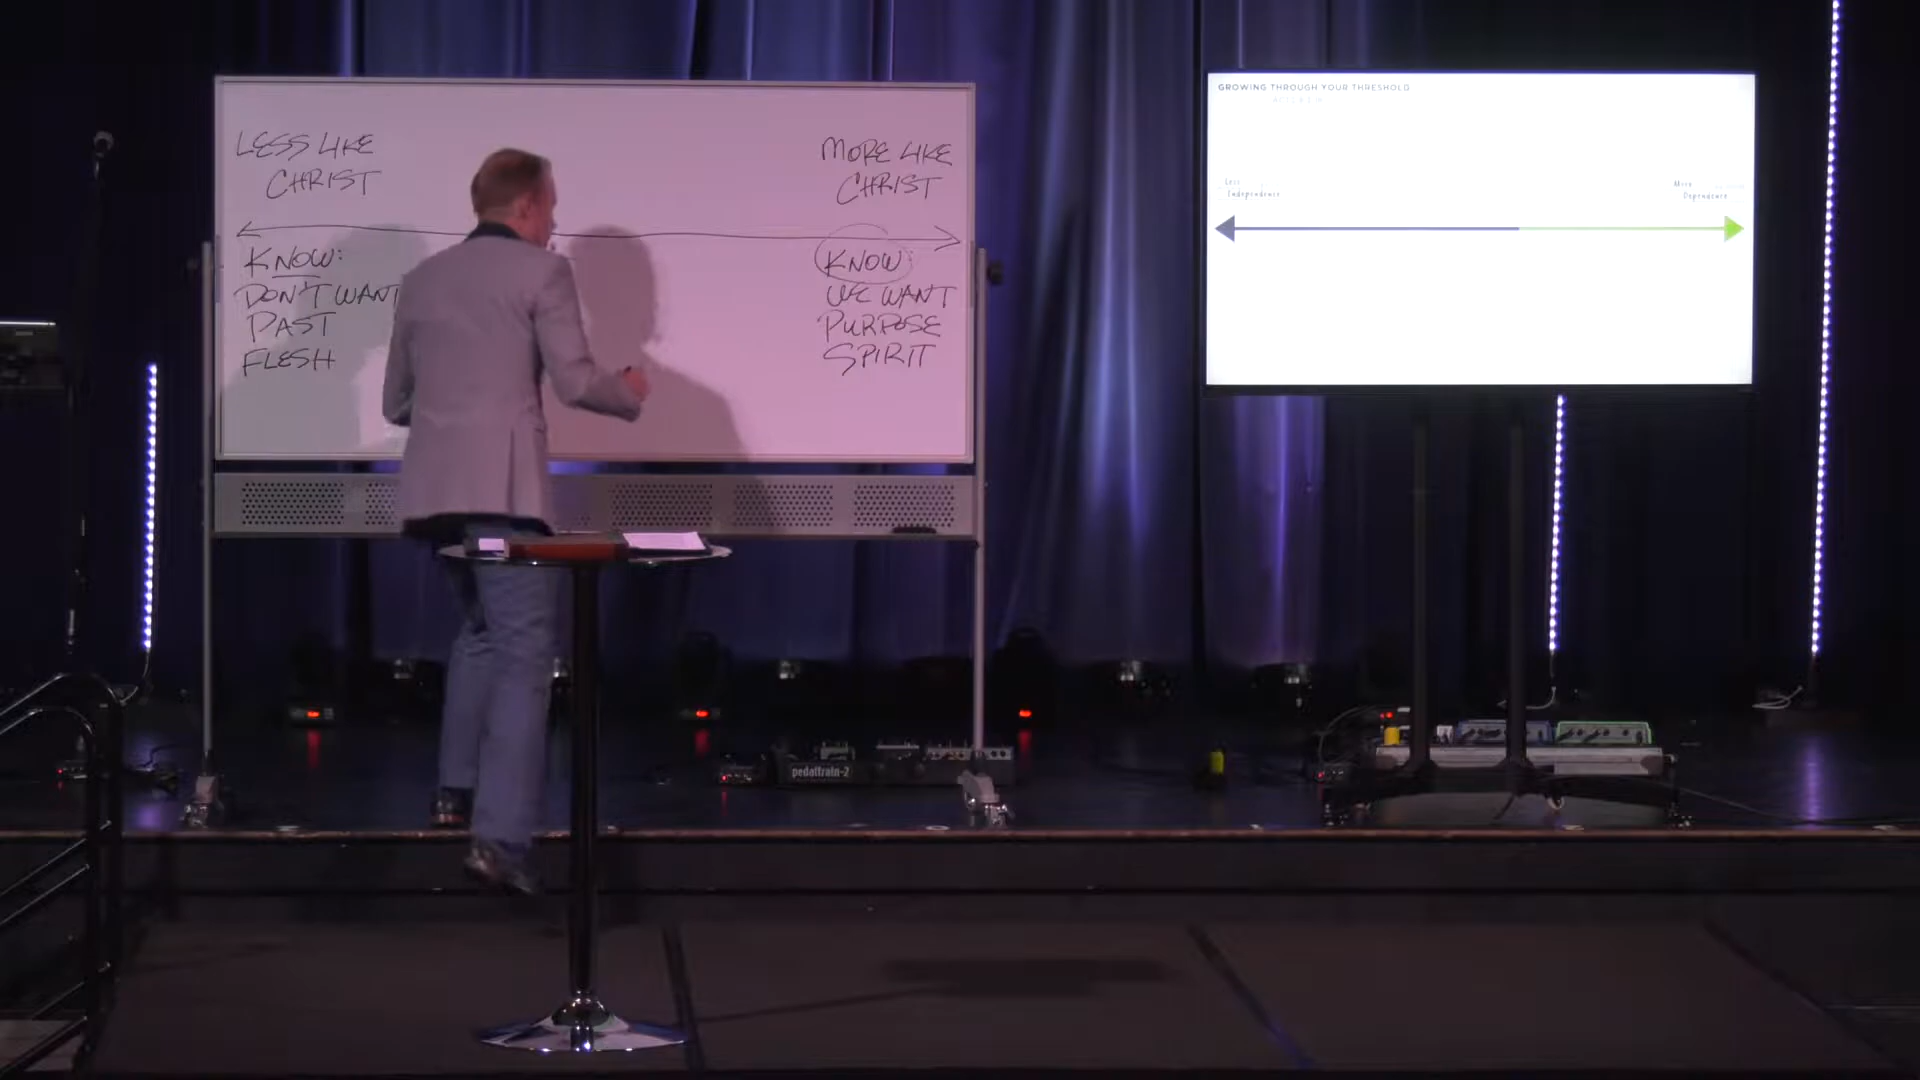 LESS LIKE
CHRIST
KNOW:
DON'T WANT
PAST
FLESH
MORE LIKE
CHRIST
KNOW:
WE WANT
PURPOSE
SPIRIT
GROWING THROUGH YOUR THRESHOLD
Less
Independence
More
Dependence
pedaltrain-2